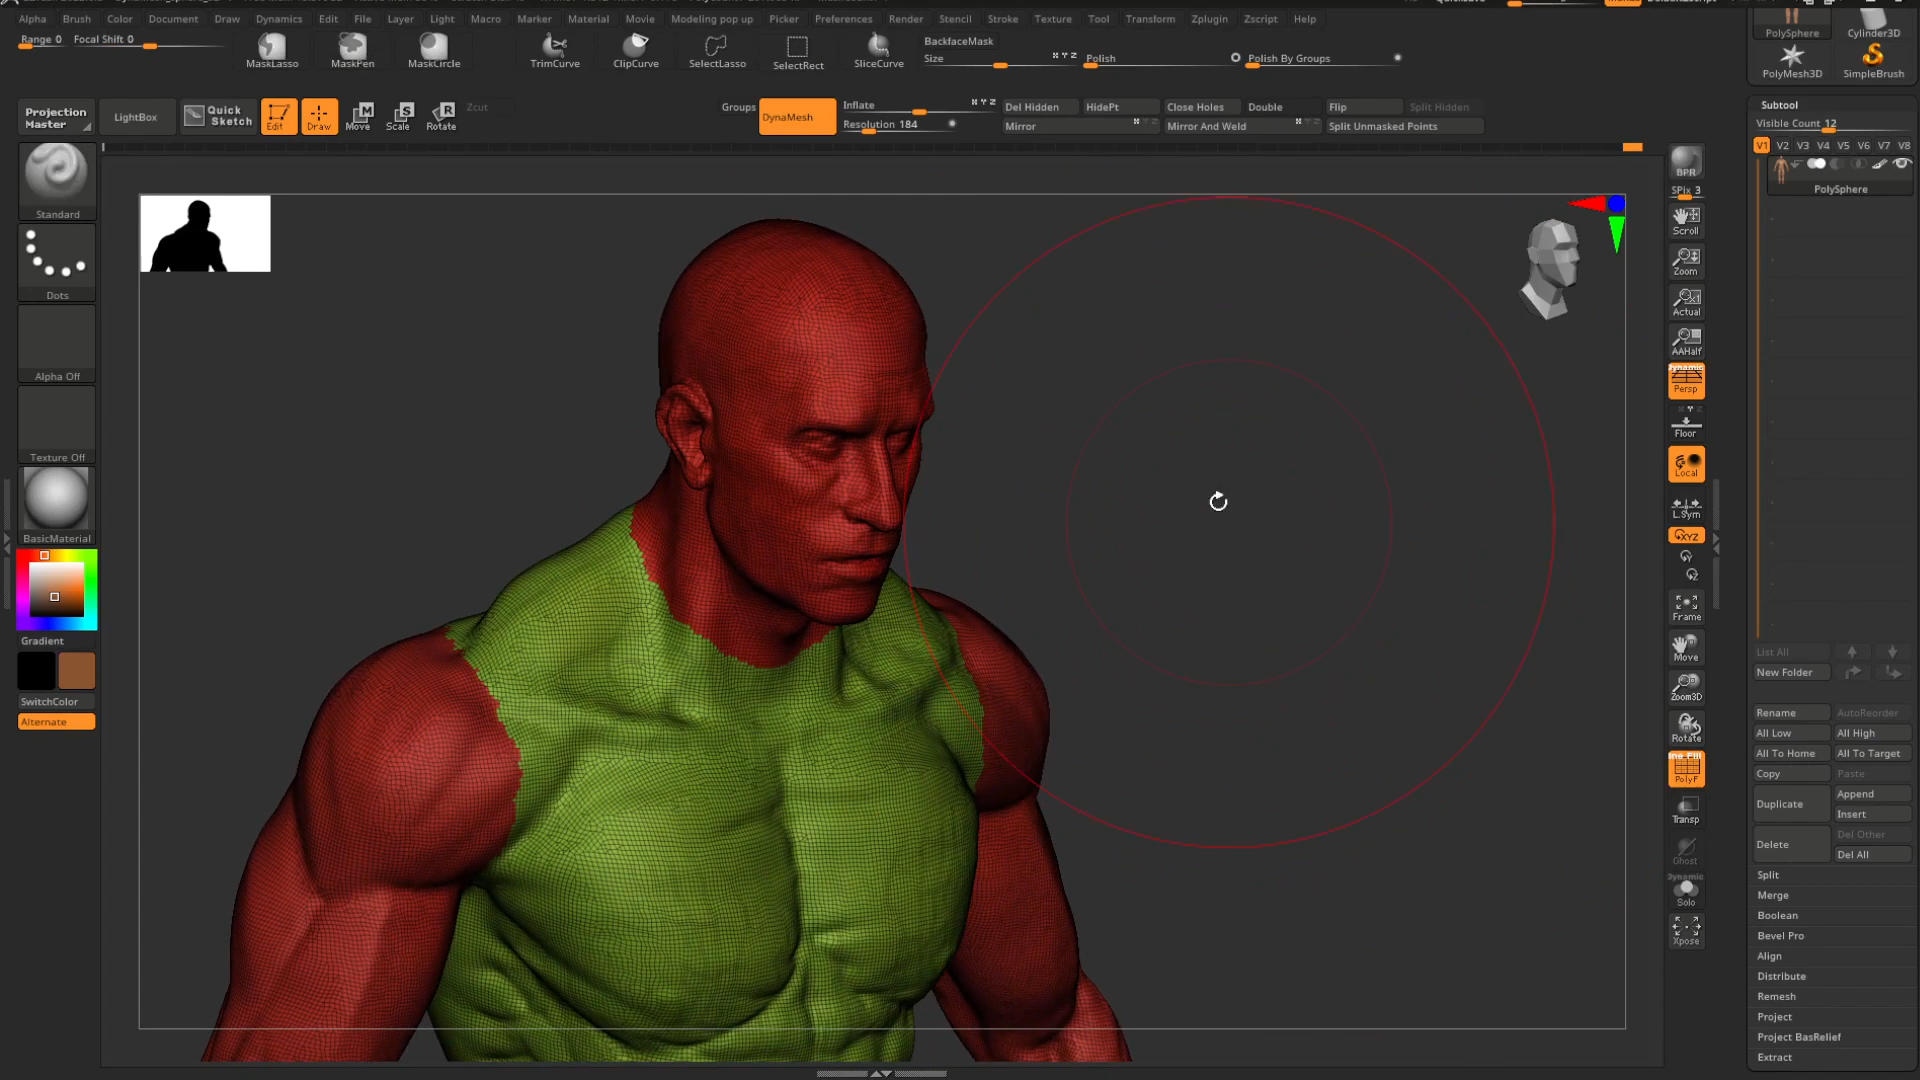 Alpha Brush Color Document Draw Dynamics Edit File Layer Light Macro Marker Material Movie Modeling pop up Picker Preferences Render Stencil Stroke Texture Tool Transform Zplugin Zscript Help
Range 0 Focal Shift 0
MaskLasso MaskPen MaskCircle TrimCurve ClipCurve SelectLasso SelectRect SliceCurve
BackfaceMask
Size X Y Z Polish Polish By Groups
PolySphere Cylinder3D
PolyMesh3D SimpleBrush
Projection Master
LightBox
Quick Sketch
Edit Draw Move Scale Rotate
Zcut
Groups DynaMesh
Inflate X Y Z
Resolution 184
Del Hidden HidePt Close Holes Double Flip Split Hidden
Mirror Mirror And Weld Split Unmasked Points
Standard
Dots
Alpha Off
Texture Off
BasicMaterial
Gradient
SwitchColor
Alternate
BPR
SPix 3
Scroll
Zoom
Actual
AAHalf
Dynamic
Persp
Floor
Local
L.Sym
XYZ
Y
Z
Frame
Move
Zoom3D
Rotate
ine Fill
PolyF
Transp
Ghost
Dynamic
Solo
Xpose
Subtool
Visible Count 12
V1 V2 V3 V4 V5 V6 V7 V8
PolySphere
List All
New Folder
Rename AutoReorder
All Low All High
All To Home All To Target
Copy Paste
Duplicate Append
Insert
Delete Del Other
Del All
Split
Merge
Boolean
Bevel Pro
Align
Distribute
Remesh
Project
Project BasRelief
Extract